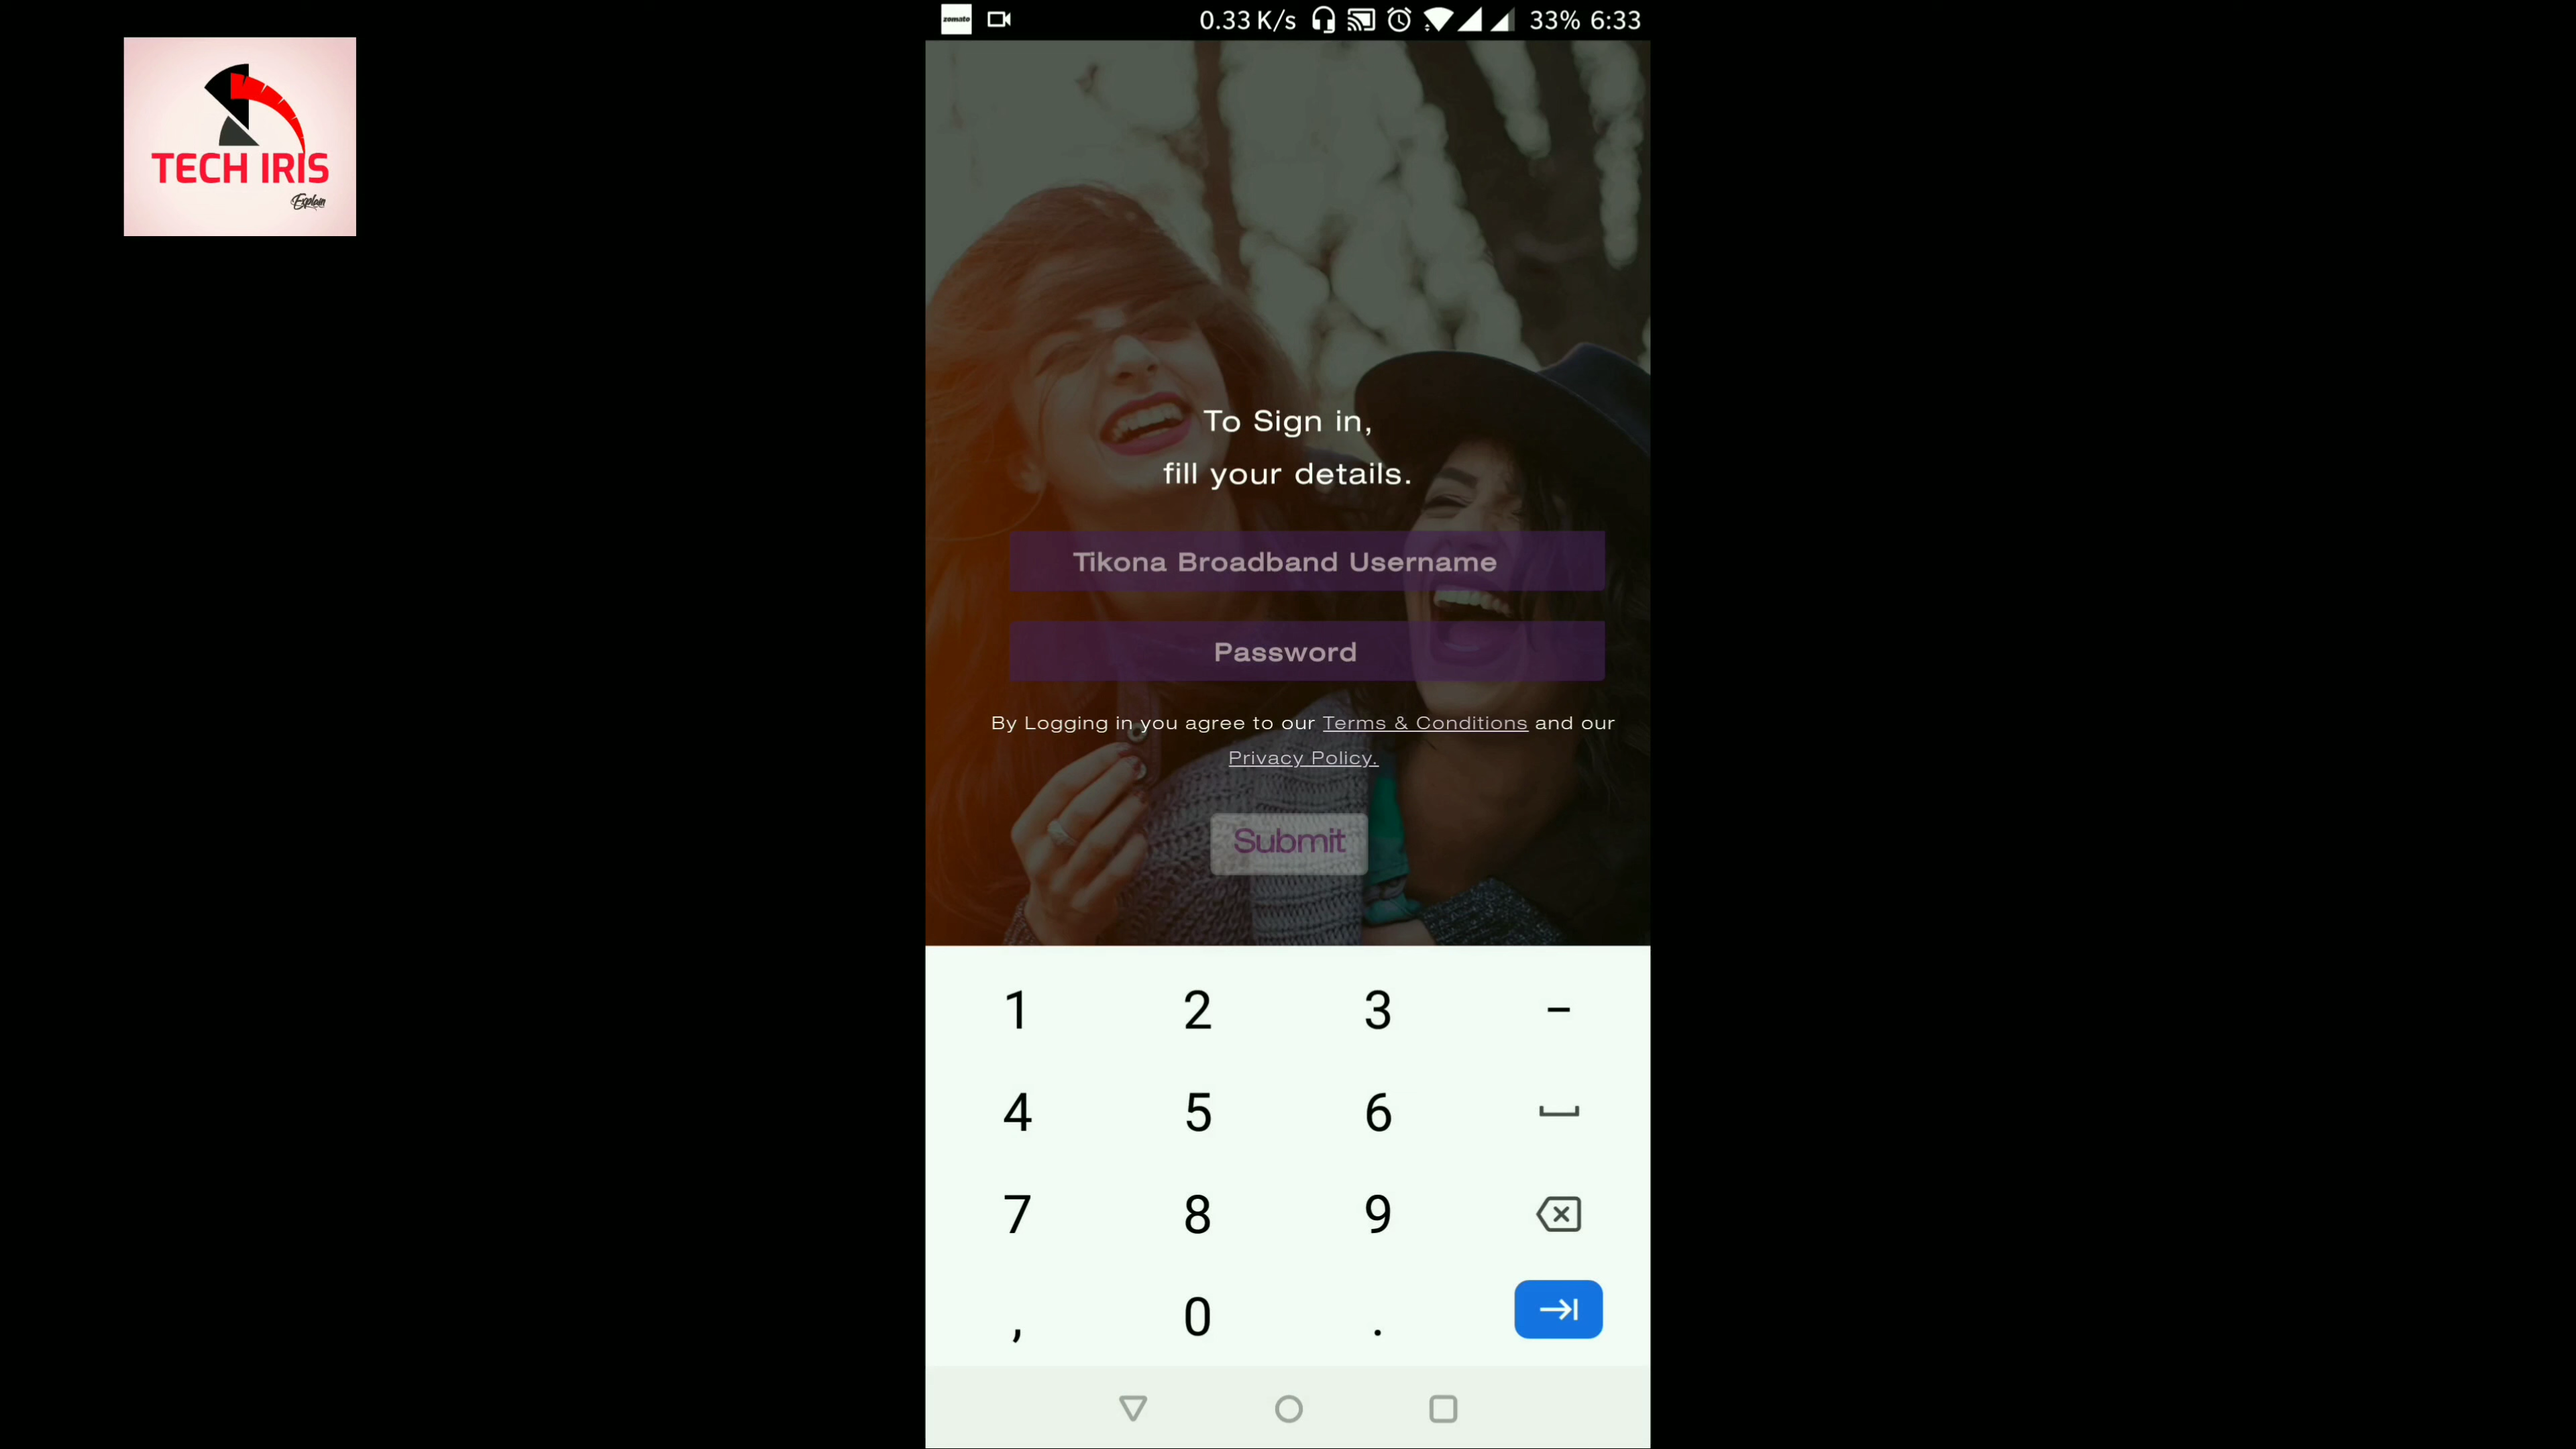 zomato
0.33 K/s 33% 6:33
TECH IRIS
Explain
To Sign in,
fill your details.
Tikona Broadband Username
Password
By Logging in you agree to our Terms & Conditions and our
Privacy Policy.
Submit
1 2 3 -
4 5 6
7 8 9
, 0 .